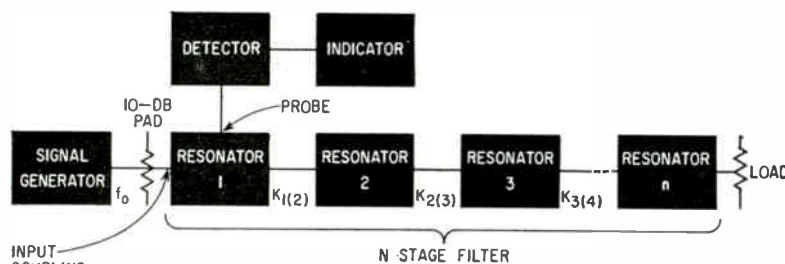 DETECTOR
INDICATOR
10-DB
PAD
PROBE
SIGNAL
GENERATOR
f₀
RESONATOR
1
K₁₍₂₎
RESONATOR
2
K₂₍₃₎
RESONATOR
3
K₃₍₄₎
RESONATOR
n
LOAD
INPUT
N STAGE FILTER